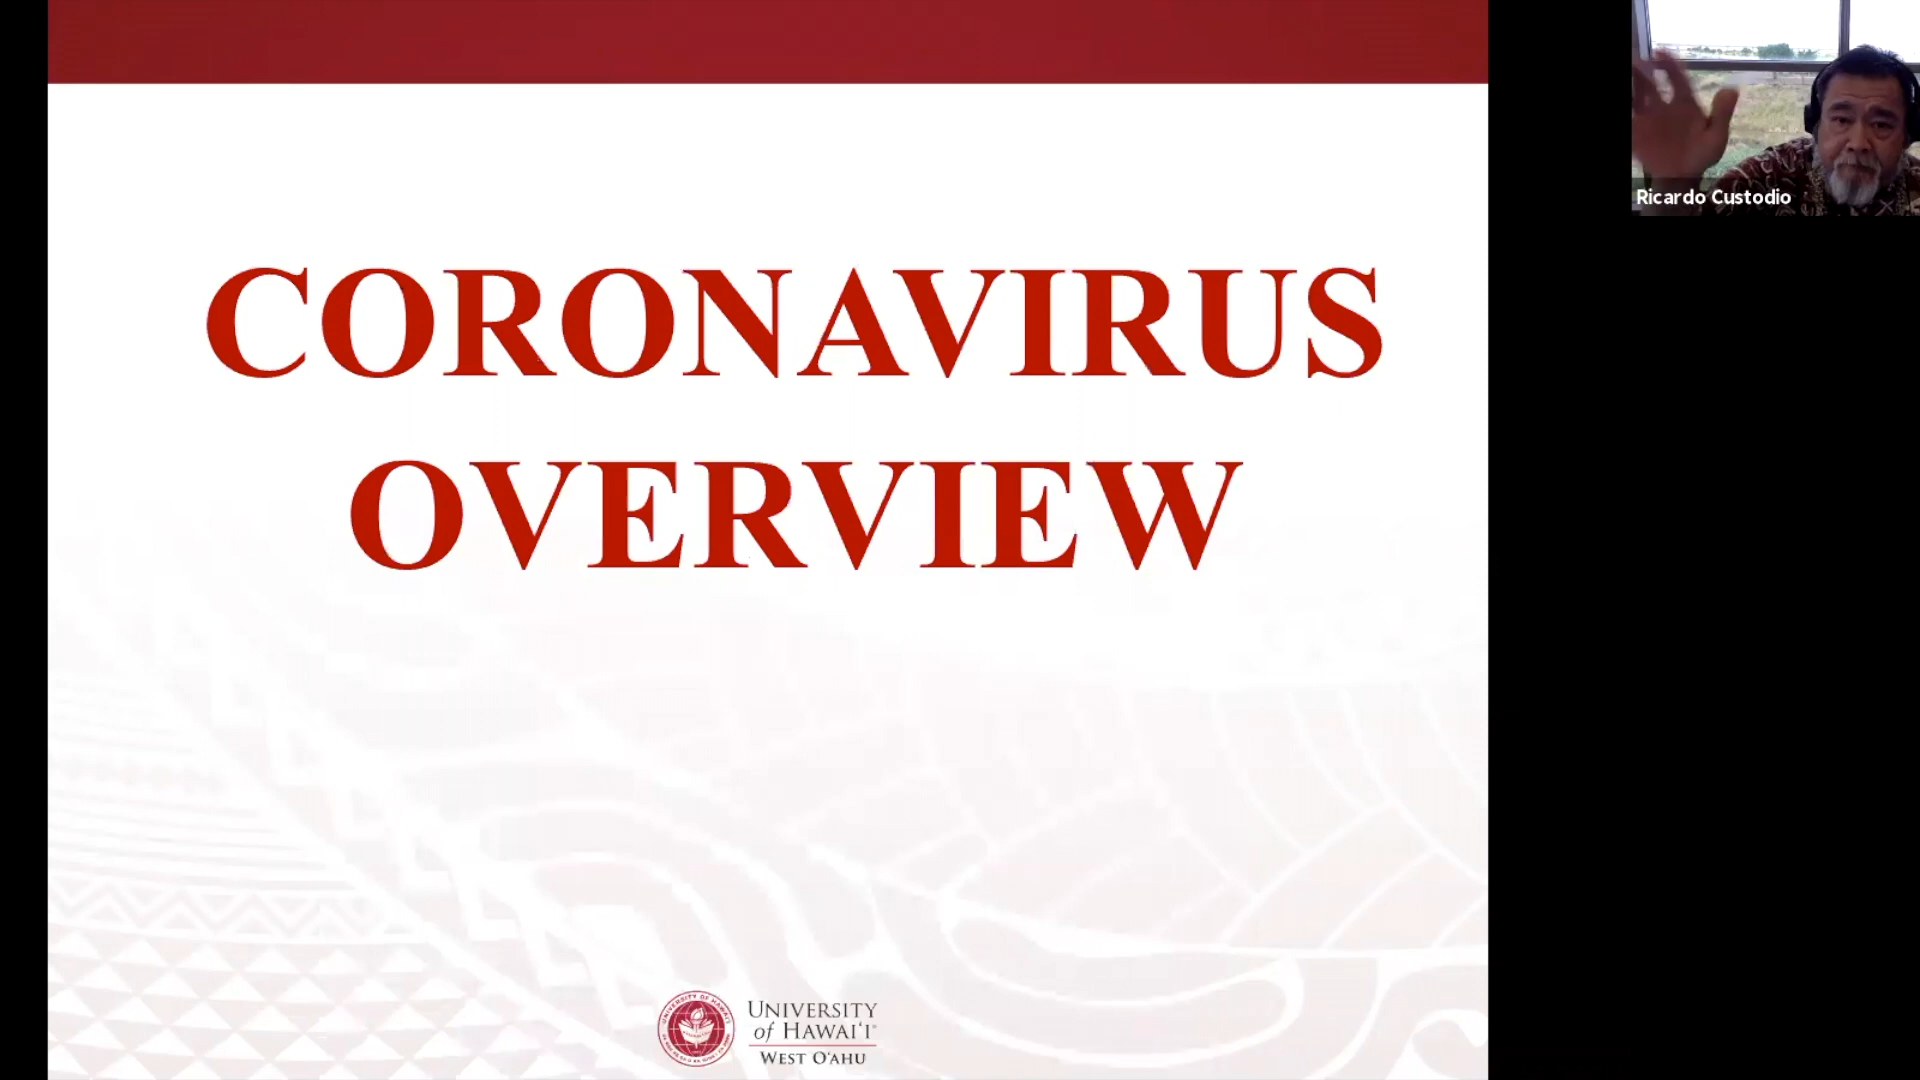 CORONAVIRUS
OVERVIEW
Ricardo Custodio
UNIVERSITY
of HAWAIʻI®
WEST OʻAHU